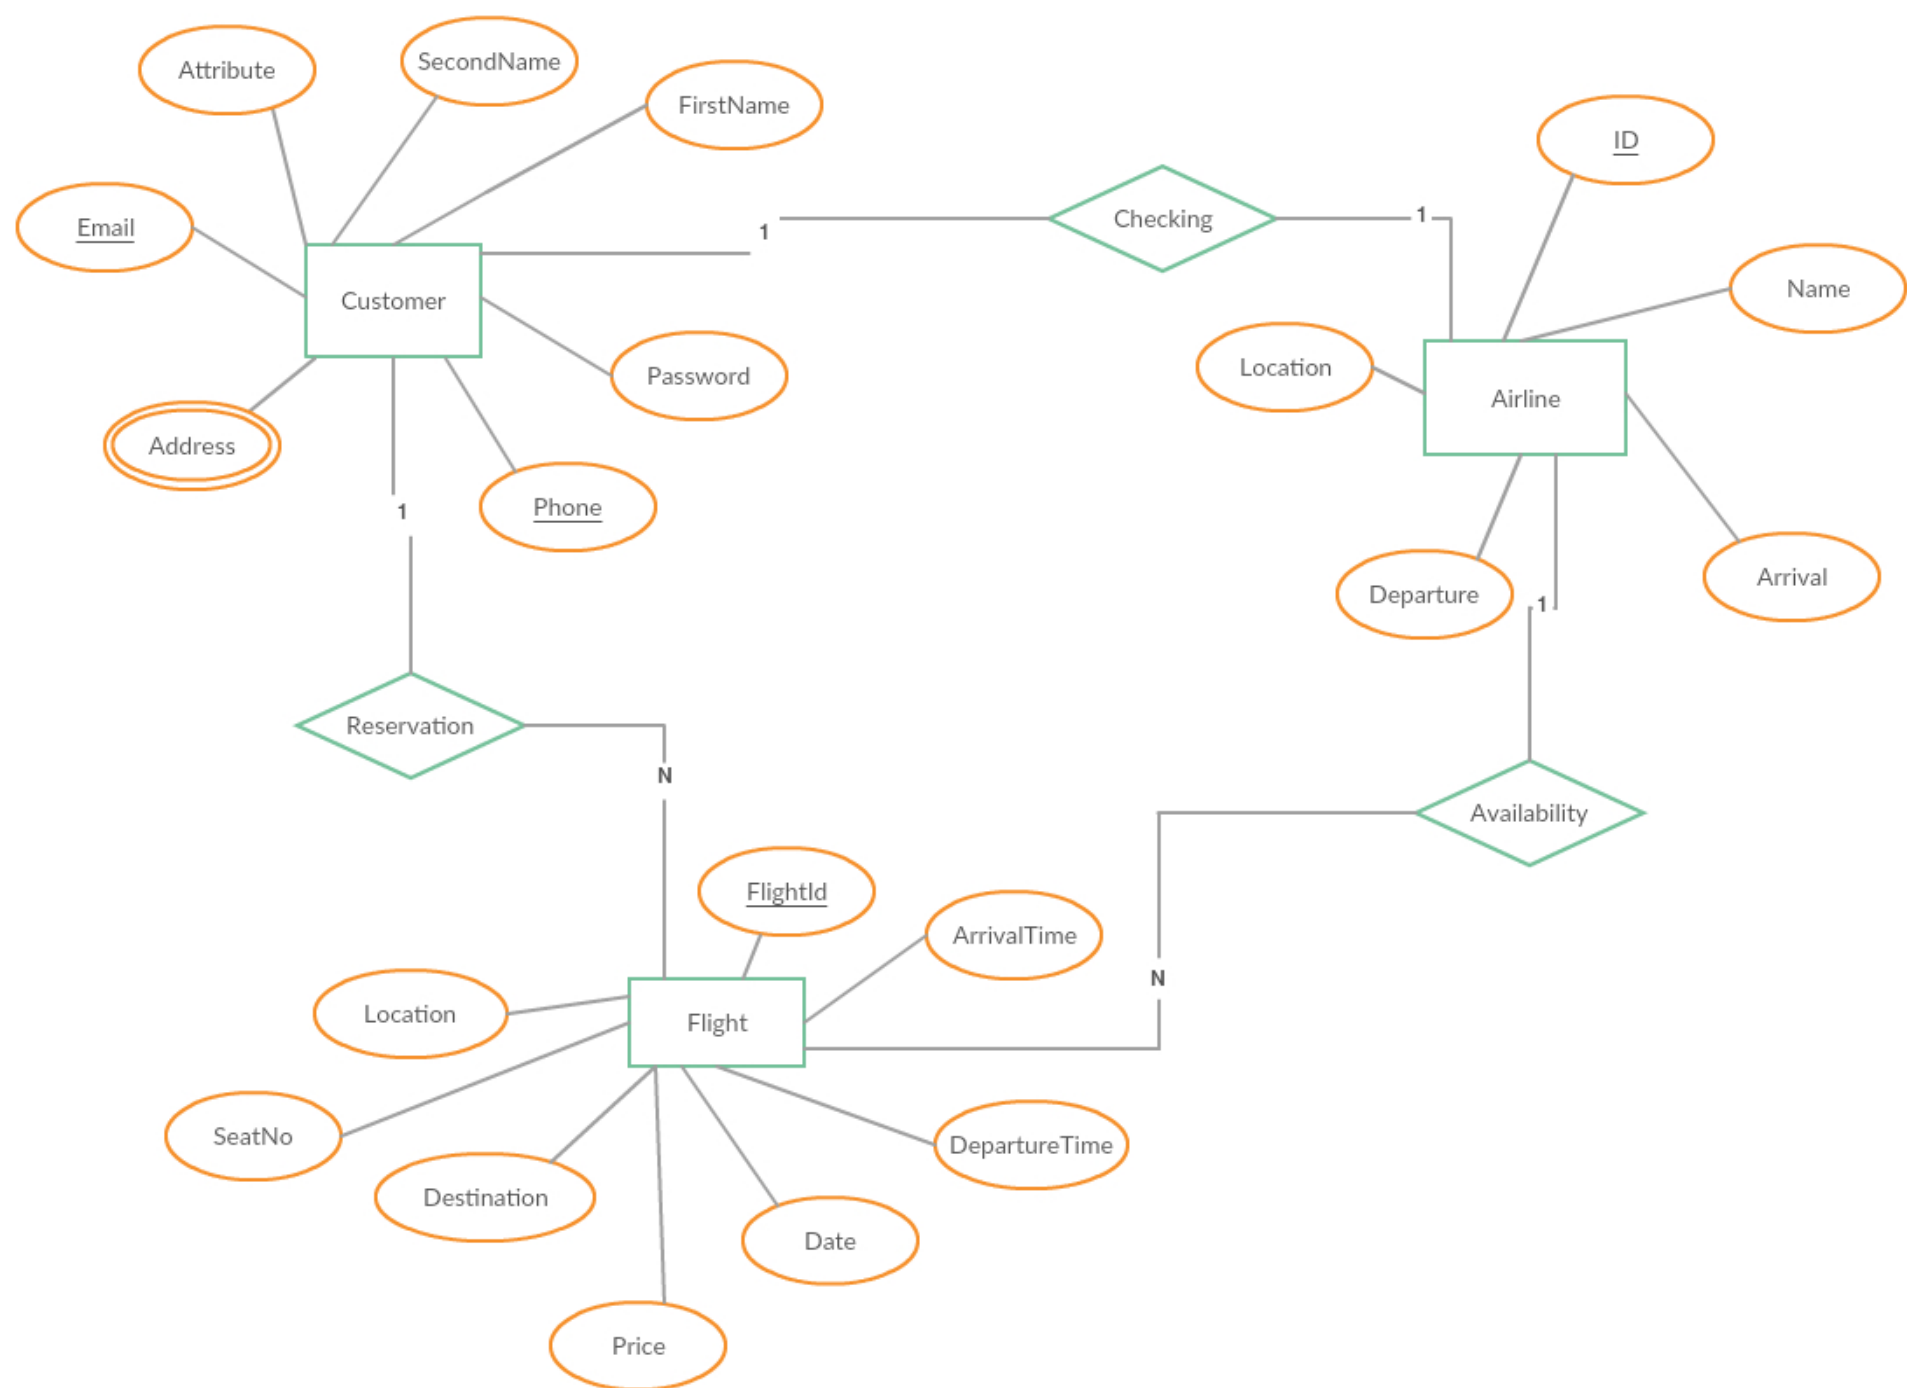 SecondName
Attribute
FirstName
ID
Checking
1
1
Email
Name
Customer
Location
Password
Airline
Address
Phone
1
Arrival
Departure
1
Reservation
N
Availability
FlightId
ArrivalTime
N
Location
Flight
SeatNo
DepartureTime
Destination
Date
Price